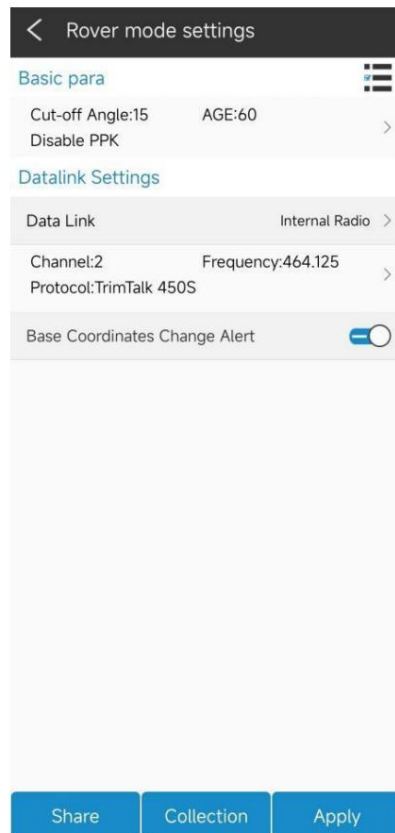 Rover mode settings
Basic para
Cut-off Angle:15 AGE:60
Disable PPK
Datalink Settings
Data Link Internal Radio
Channel:2 Frequency:464.125
Protocol:TrimTalk 450S
Base Coordinates Change Alert
Share Collection Apply